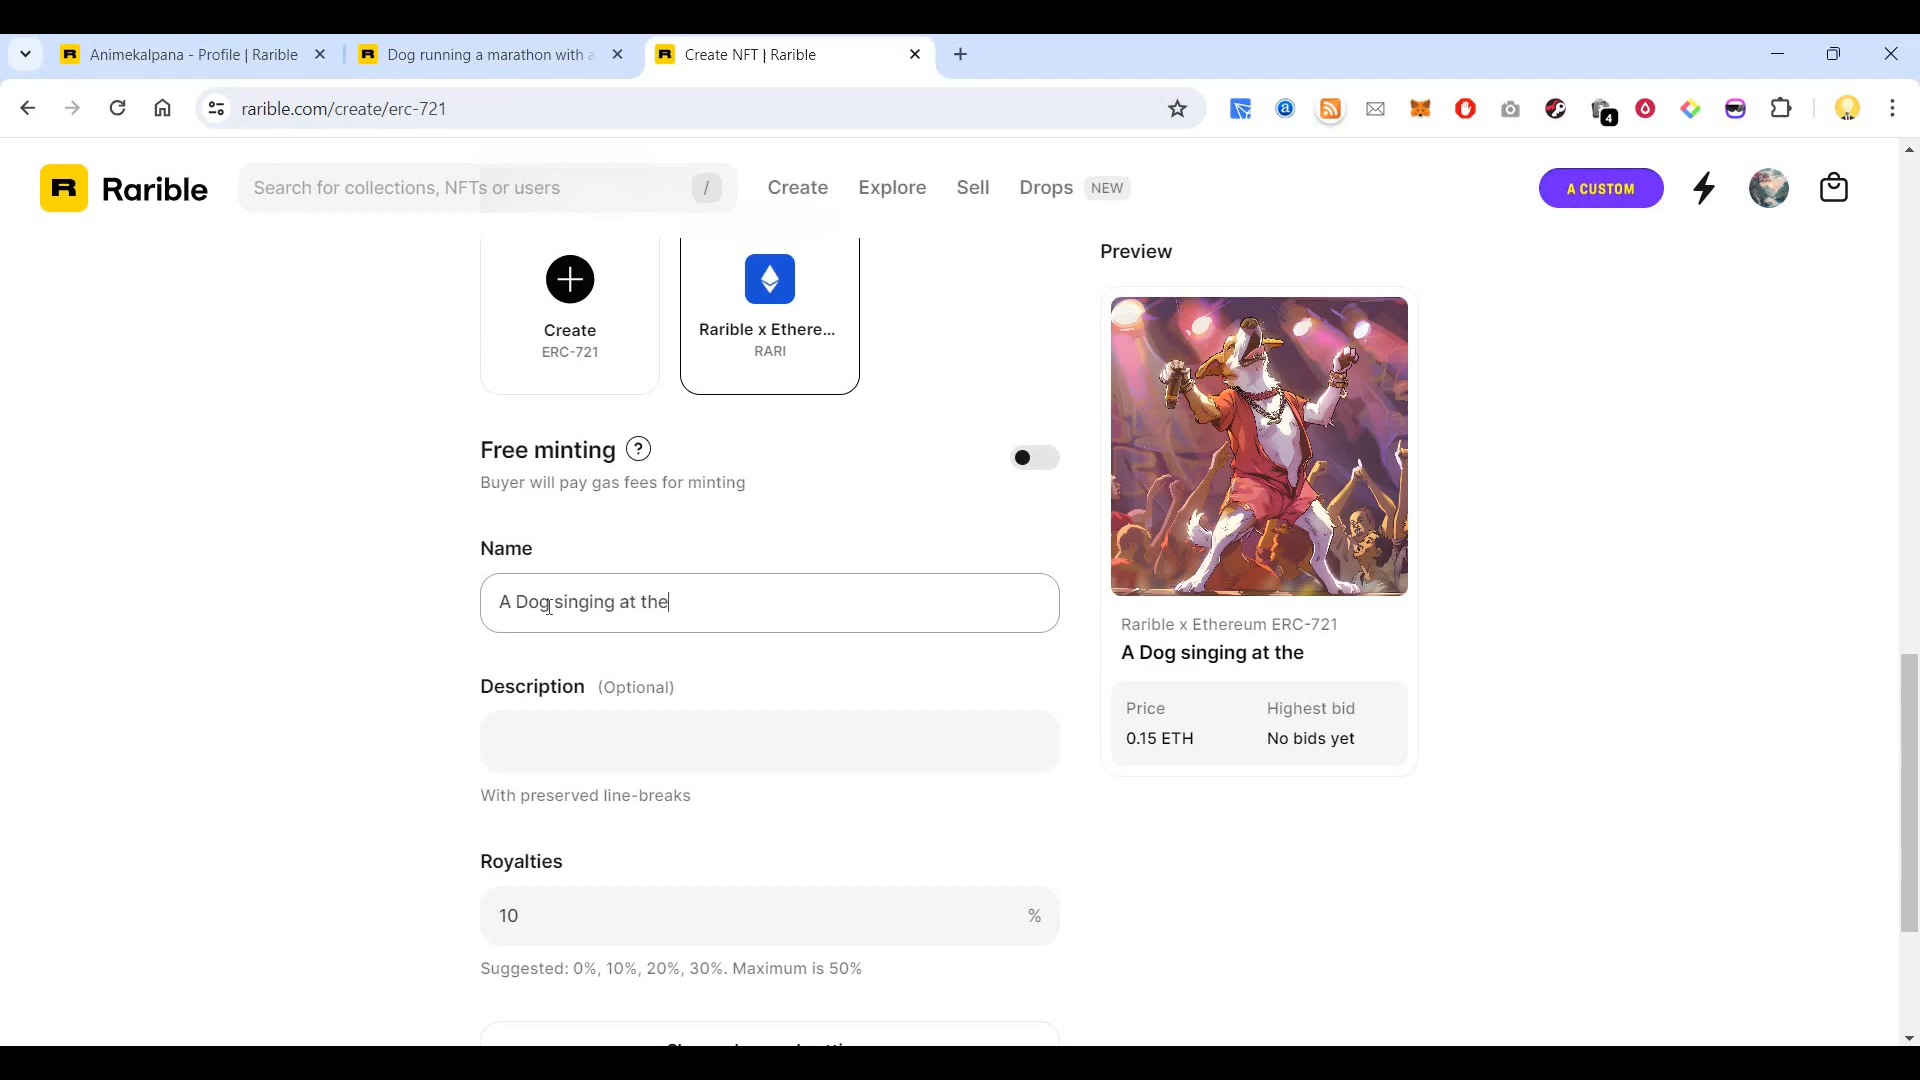 Animekalpana - Profile | Rarible
Dog running a marathon with a
Create NFT | Rarible
rarible.com/create/erc-721
4
R Rarible
Search for collections, NFTs or users /
Create
Explore
Sell
Drops NEW
A CUSTOM
Create
ERC-721
Rarible x Ethere...
RARI
Free minting ?
Buyer will pay gas fees for minting
Name
A Dog singing at the
Description (Optional)
With preserved line-breaks
Royalties
10 %
Suggested: 0%, 10%, 20%, 30%. Maximum is 50%
Preview
Rarible x Ethereum ERC-721
A Dog singing at the
Price Highest bid
0.15 ETH No bids yet